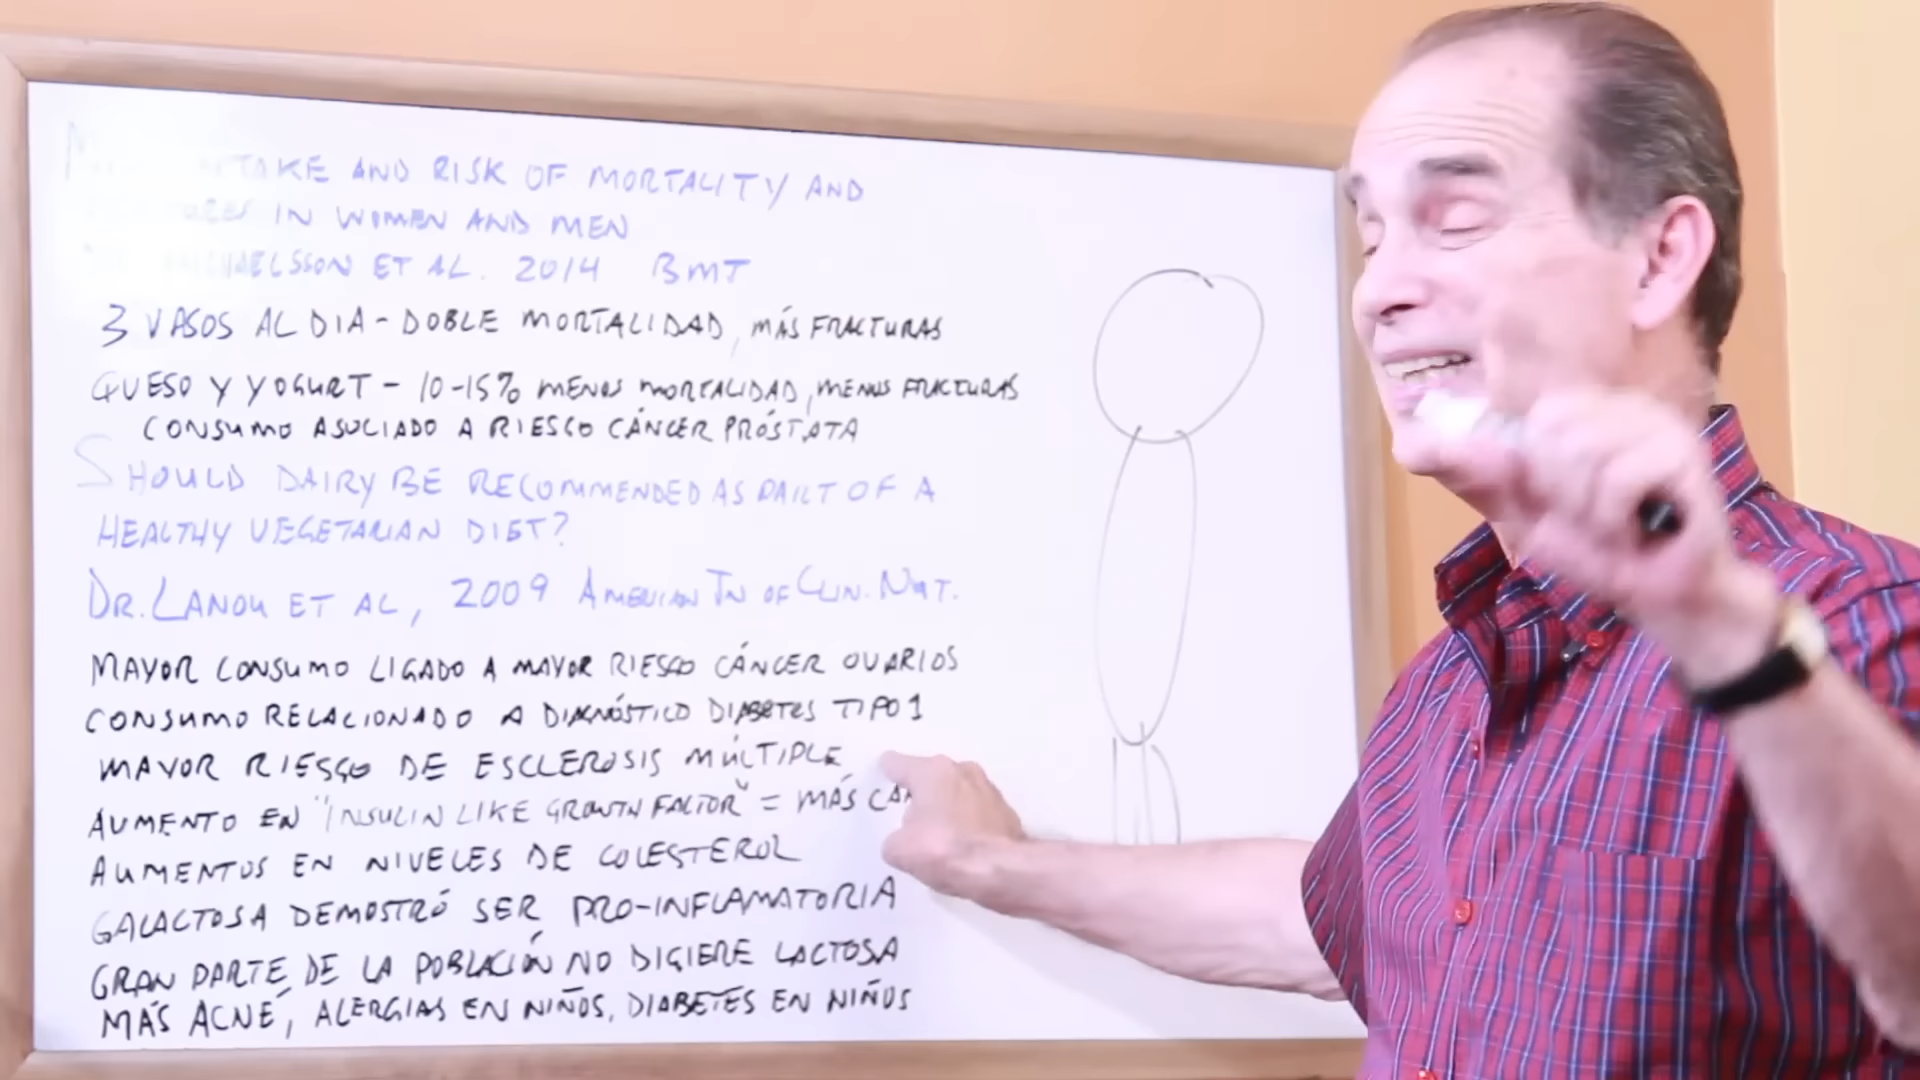 INTAKE AND RISK OF MORTALITY AND
IN WOMEN AND MEN
MICHAELSSON ET AL. 2014 BMJ
3 VASOS AL DIA - DOBLE MORTALIDAD, MÁS FRACTURAS
QUESO Y YOGURT - 10-15% MENOS MORTALIDAD, MENOS FRACTURAS
CONSUMO ASOCIADO A RIESGO CÁNCER PRÓSTATA
SHOULD DAIRY BE RECOMMENDED AS PART OF A
HEALTHY VEGETARIAN DIET?
DR. LANOU ET AL, 2009 AMERICAN JN OF CLIN. NUT.
MAYOR CONSUMO LIGADO A MAYOR RIESGO CÁNCER OVARIOS
CONSUMO RELACIONADO A DIAGNÓSTICO DIABETES TIPO 1
MAYOR RIESGO DE ESCLEROSIS MÚLTIPLE
AUMENTO EN "INSULIN LIKE GROWTH FACTOR" = MÁS
AUMENTOS EN NIVELES DE COLESTEROL
GALACTOSA DEMOSTRÓ SER PRO-INFLAMATORIA
GRAN PARTE DE LA POBLACIÓN NO DIGIERE LACTOSA
MÁS ACNÉ, ALERGIAS EN NIÑOS, DIABETES EN NIÑOS